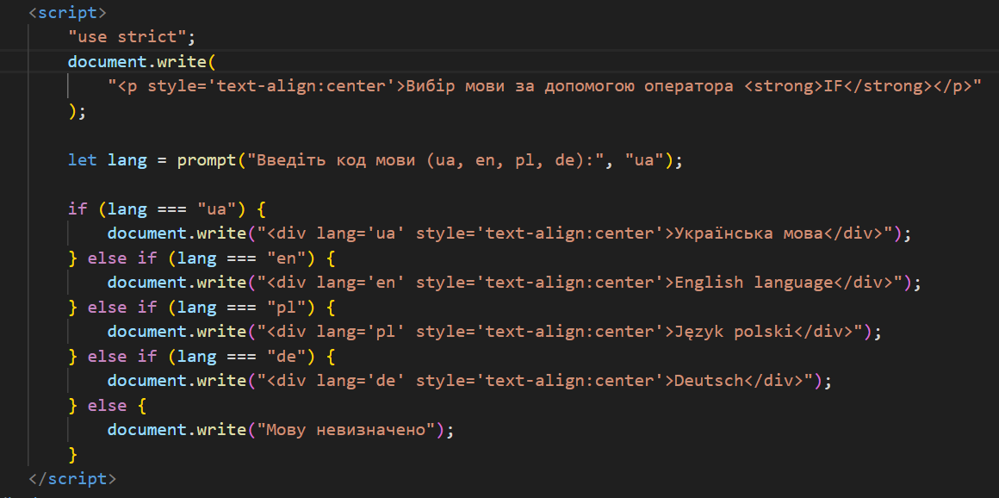 <script>
"use strict";
document.write(
"<p style='text-align:center'>Вибір мови за допомогою оператора <strong>IF</strong></p>"
);
let lang = prompt("Введіть код мови (ua, en, pl, de):", "ua");
if (lang === "ua") {
document.write("<div lang='ua' style='text-align:center'>Українська мова</div>");
} else if (lang === "en") {
document.write("<div lang='en' style='text-align:center'>English language</div>");
} else if (lang === "pl") {
document.write("<div lang='pl' style='text-align:center'>Język polski</div>");
} else if (lang === "de") {
document.write("<div lang='de' style='text-align:center'>Deutsch</div>");
} else {
document.write("Мову невизначено");
}
</script>